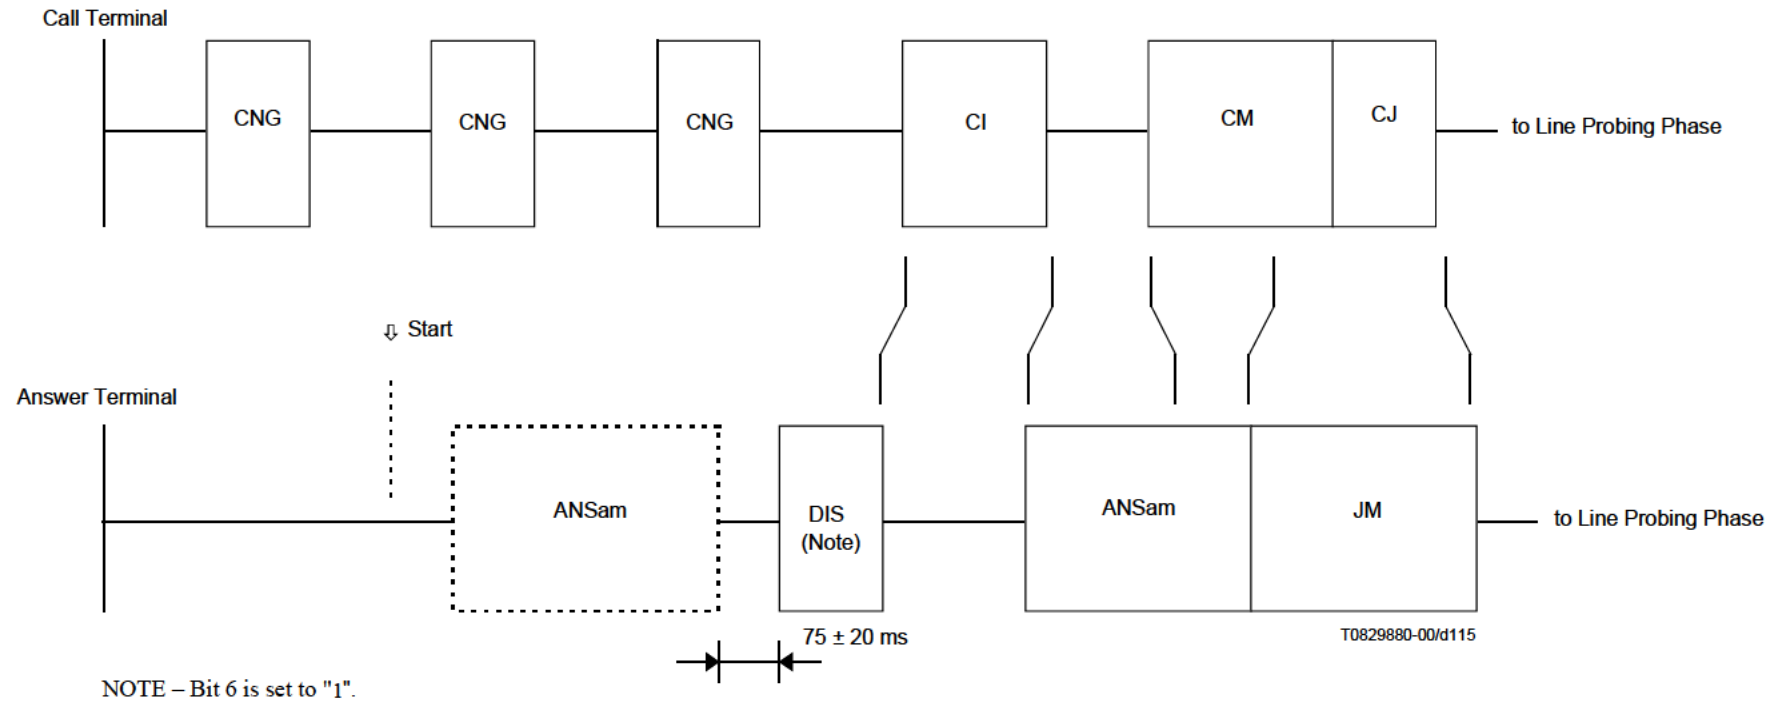 Call Terminal
CNG
CNG
CNG
CI
CM
CJ
to Line Probing Phase
Start
Answer Terminal
ANSam
DIS
(Note)
ANSam
JM
to Line Probing Phase
75 ± 20 ms
T0829880-00/d115
NOTE – Bit 6 is set to "1".